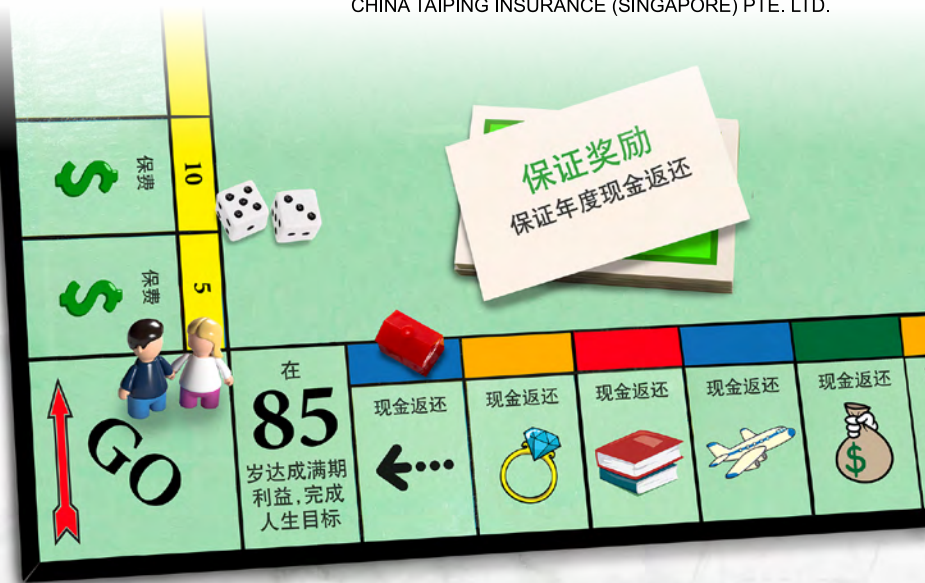 CHINA TAIPING INSURANCE (SINGAPORE) PTE. LTD.
保证奖励
保证年度现金返还
保费
10
保费
5
GO
在
85
岁达成满期
利益,完成
人生目标
现金返还
现金返还
现金返还
现金返还
现金返还